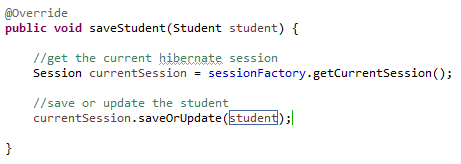 @Override
public void saveStudent(Student student) {
//get the current hibernate session
Session currentSession = sessionFactory.getCurrentSession();
//save or update the student
currentSession.saveOrUpdate(student);
}